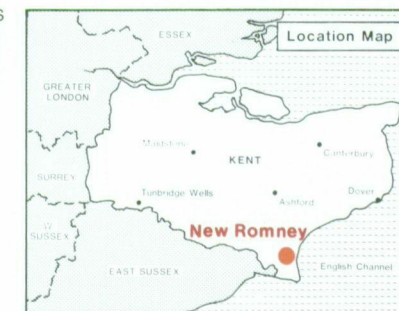 S
ESSEX
Location Map
GREATER
LONDON
Maidstone
KENT
Canterbury
SURREY
Tunbridge Wells
Ashford
Dover
SUSSEX
New Romney
EAST SUSSEX
English Channel